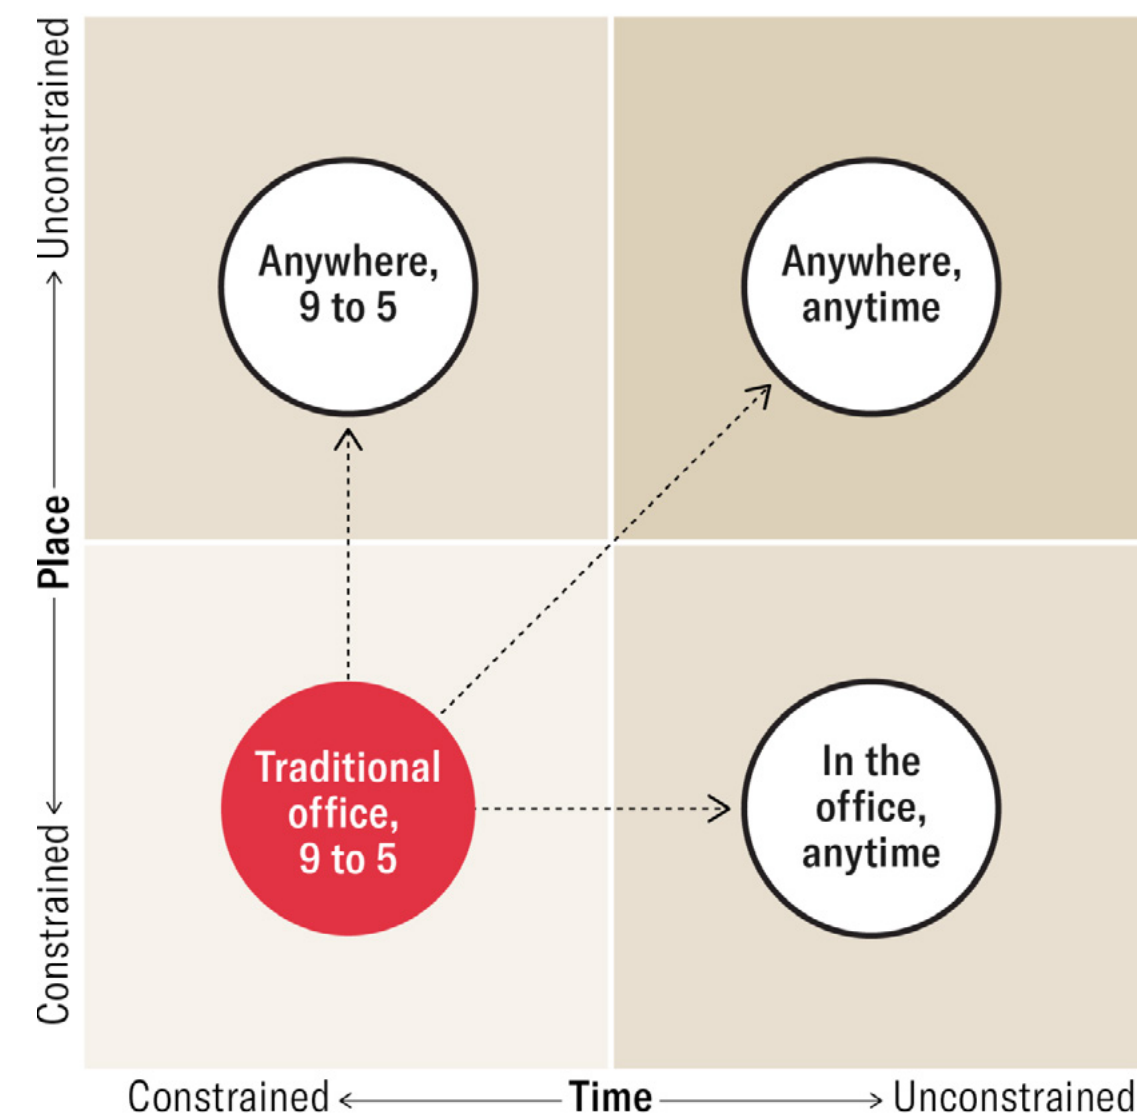 Unconstrained
Place
Constrained
Anywhere,
9 to 5
Anywhere,
anytime
Traditional
office,
9 to 5
In the
office,
anytime
Constrained
Time
Unconstrained